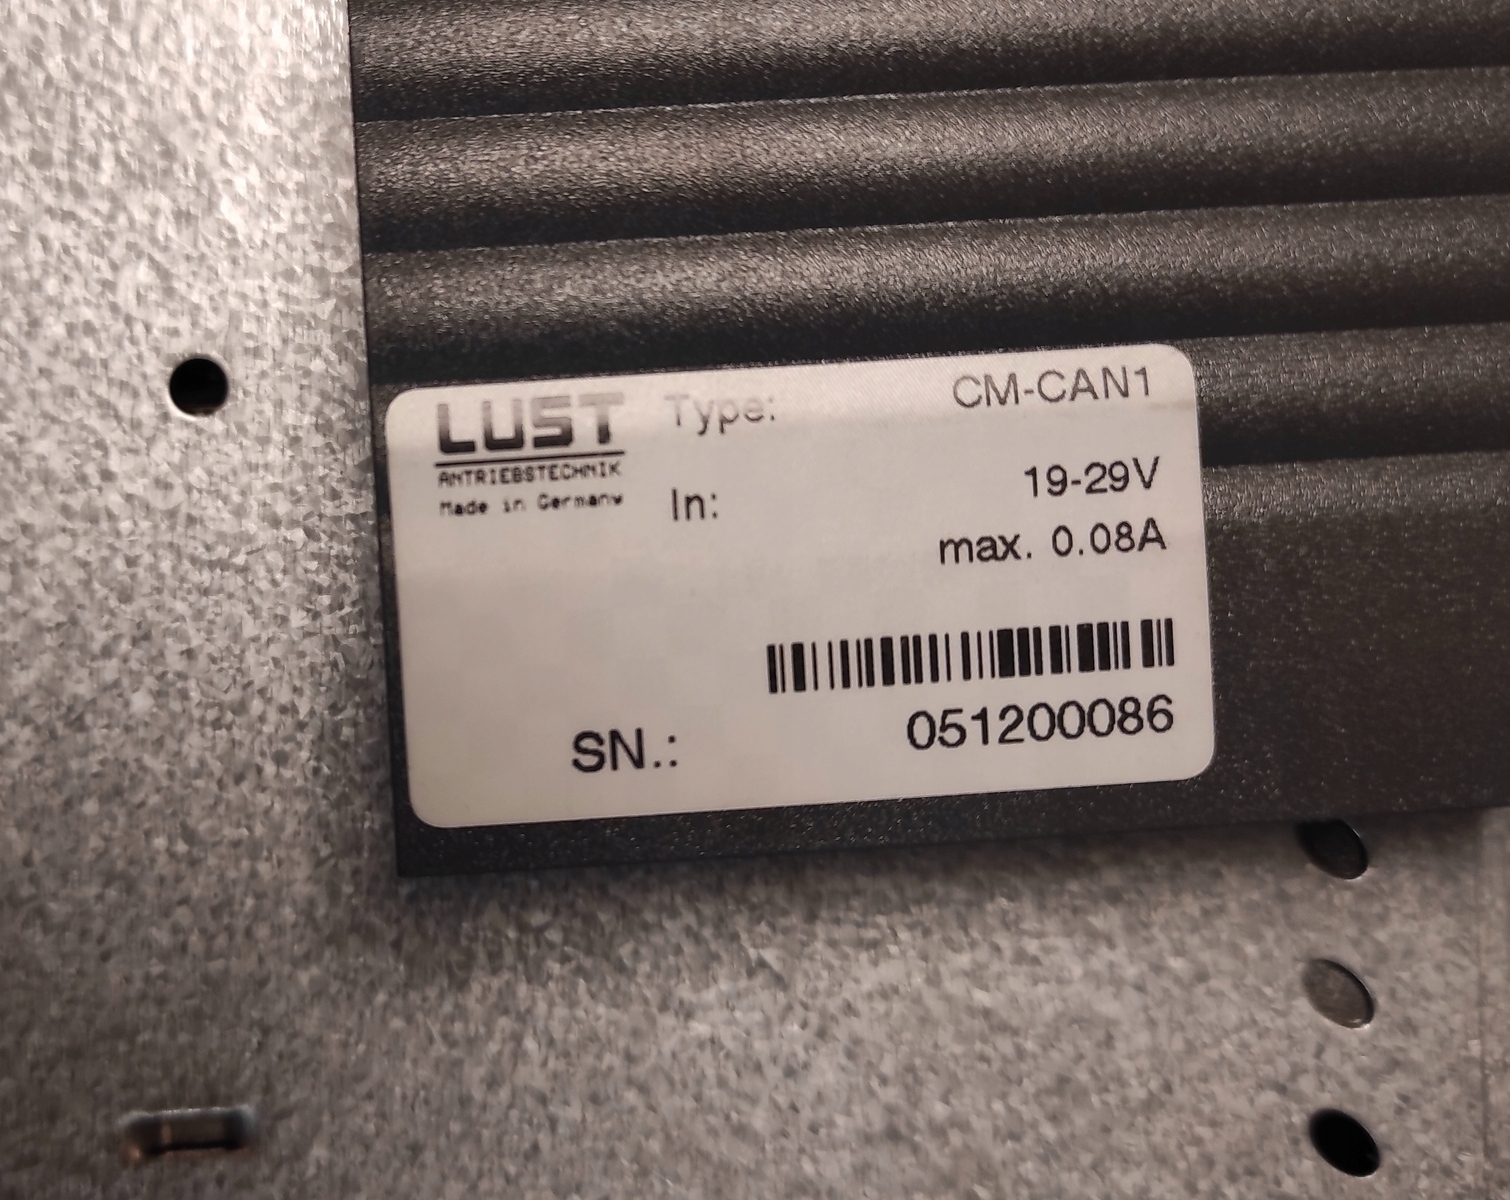 LUST
ANTRIEBSTECHNIK
Made in Germany
Type: CM-CAN1
In: 19-29V
max. 0.08A
SN.: 051200086